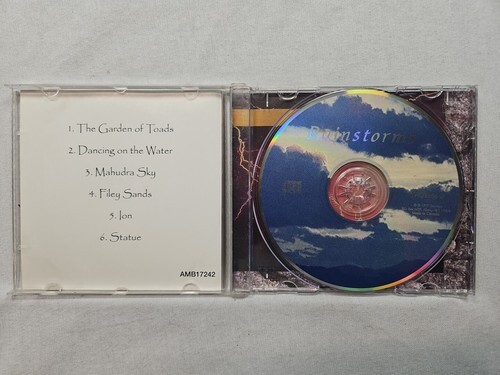 1. The Garden of Toads
2. Dancing on the Water
3. Mahudra Sky
4. Filey Sands
5. Ion
6. Statue
AMB17242
Brainstorms